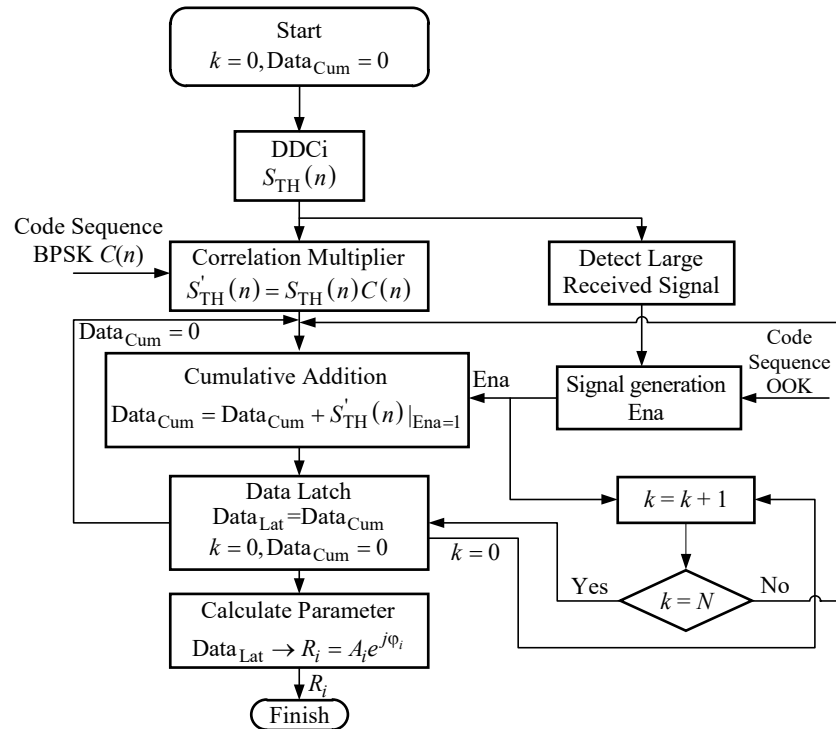 Start
k = 0, Data_Cum = 0
DDCi
S_TH(n)
Code Sequence
BPSK C(n)
Correlation Multiplier
S'_TH(n) = S_TH(n)C(n)
Detect Large
Received Signal
Data_Cum = 0
Code
Sequence
OOK
Cumulative Addition
Data_Cum = Data_Cum + S'_TH(n)|_Ena=1
Ena
Signal generation
Ena
Data Latch
Data_Lat=Data_Cum
k = 0, Data_Cum = 0
k = 0
k = k + 1
Yes
k = N
No
Calculate Parameter
Data_Lat → R_i = A_i e^jφ_i
R_i
Finish